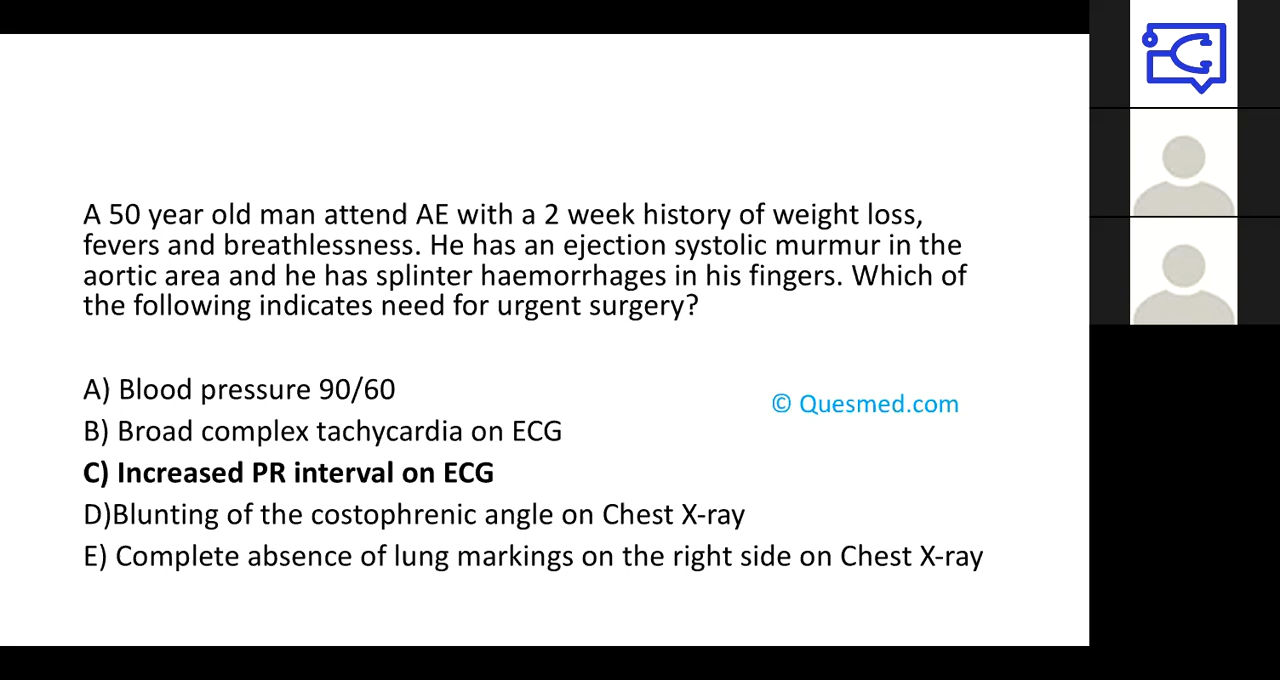 A 50 year old man attend AE with a 2 week history of weight loss,
fevers and breathlessness. He has an ejection systolic murmur in the
aortic area and he has splinter haemorrhages in his fingers. Which of
the following indicates need for urgent surgery?
A) Blood pressure 90/60
© Quesmed.com
B) Broad complex tachycardia on ECG
C) Increased PR interval on ECG
D)Blunting of the costophrenic angle on Chest X-ray
E) Complete absence of lung markings on the right side on Chest X-ray